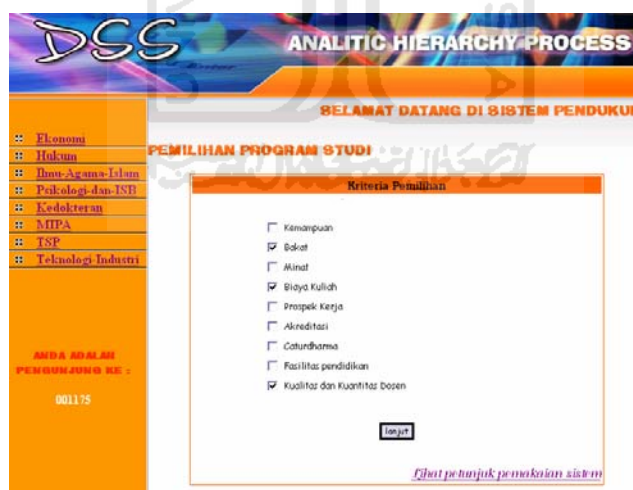 DSS
ANALITIC HIERARCHY PROCESS
SELAMAT DATANG DI SISTEM PENDUKU
Ekonomi
Hukum
Ilmu-Agama-Islam
Psikologi-dan-ISB
Kedokteran
MIPA
TSP
Teknologi-Industri
ANDA ADALAH
PENGUNJUNG KE :
001175
PEMILIHAN PROGRAM STUDI
Kriteria Pemilihan
Kemampuan
Bakat
Minat
Biaya Kuliah
Prospek Kerja
Akreditasi
Caturdharma
Fasilitas pendidikan
Kualitas dan Kuantitas Dosen
lanjut
Lihat petunjuk pemakaian sistem